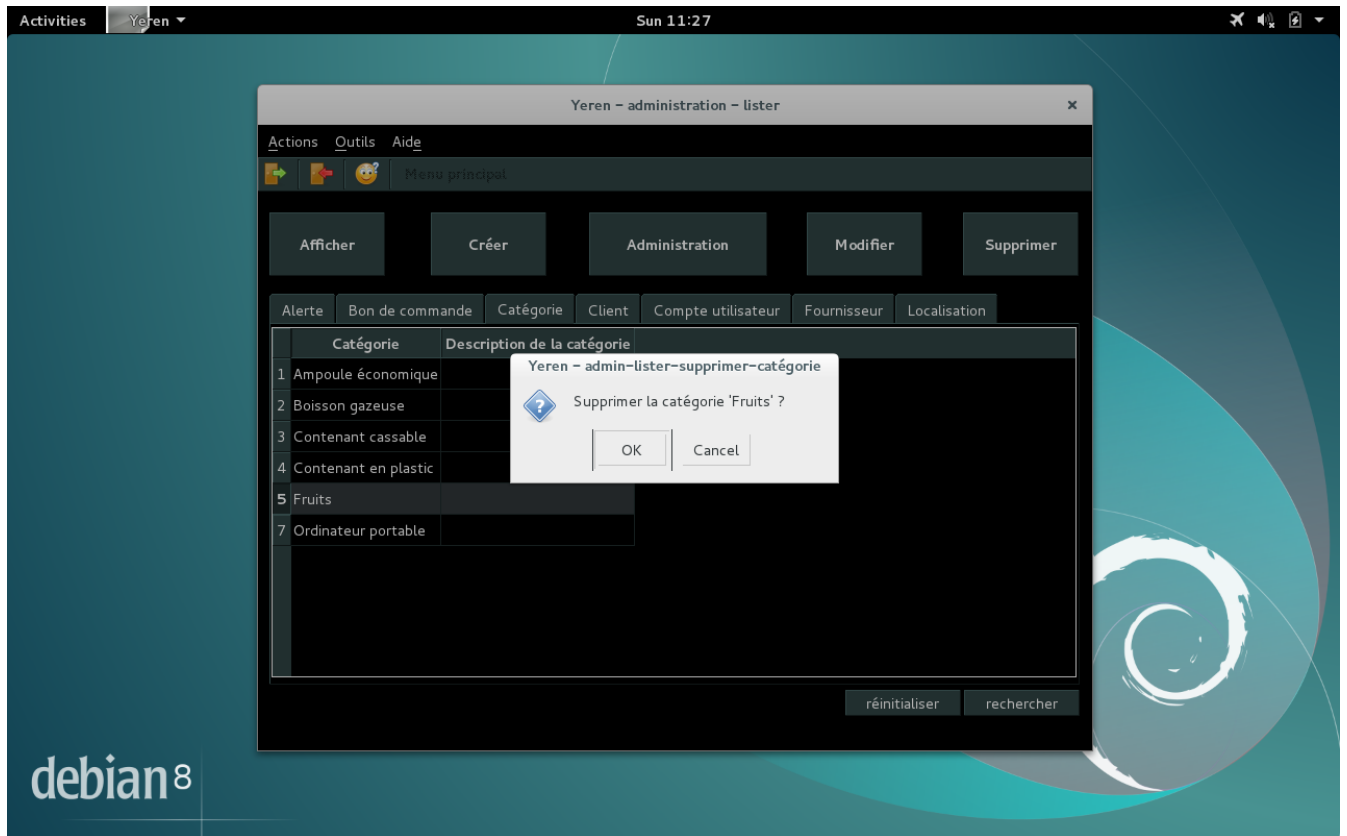 Activities Yeren Sun 11:27
Yeren - administration - lister ×
Actions Outils Aide
Menu principal
Afficher Créer Administration Modifier Supprimer
Alerte Bon de commande Catégorie Client Compte utilisateur Fournisseur Localisation
Catégorie Description de la catégorie
1 Ampoule économique
2 Boisson gazeuse
3 Contenant cassable
4 Contenant en plastic
5 Fruits
7 Ordinateur portable
Yeren - admin-lister-supprimer-catégorie
Supprimer la catégorie 'Fruits' ?
OK Cancel
réinitialiser rechercher
debian 8